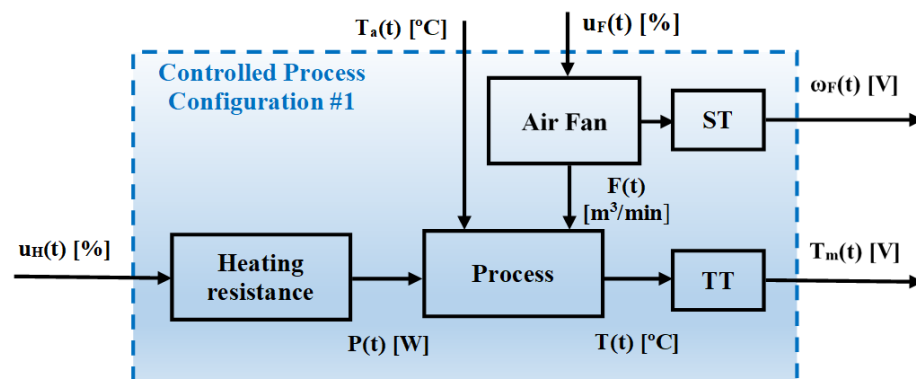 T_a(t) [ºC]
u_F(t) [%]
Controlled Process
Configuration #1
ω_F(t) [V]
Air Fan
ST
F(t)
[m³/min]
u_H(t) [%]
Heating
resistance
Process
TT
T_m(t) [V]
P(t) [W]
T(t) [ºC]